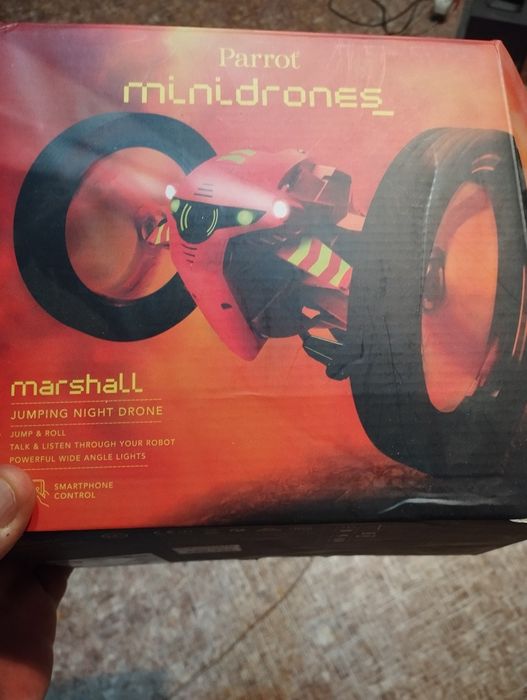 Parrot
minidrones_
marshall
JUMPING NIGHT DRONE
JUMP & ROLL
TALK & LISTEN THROUGH YOUR ROBOT
POWERFUL WIDE ANGLE LIGHTS
SMARTPHONE
CONTROL